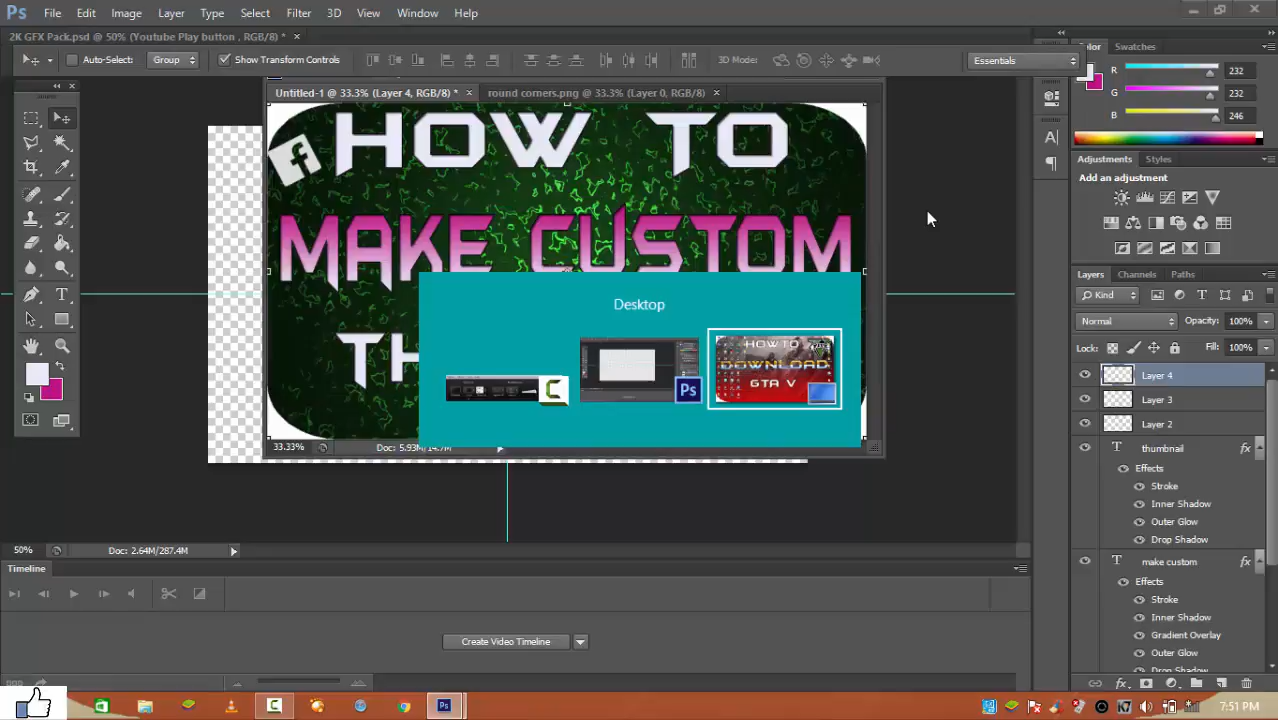 Ps File Edit Image Layer Type Select Filter 3D View Window Help
2K GFX Pack.psd @ 50% (Youtube Play button , RGB/8) * ×
Auto-Select: Group Show Transform Controls 3D Mode: Essentials
Color Swatches
R 232
G 232
B 246
Untitled-1 @ 33.3% (Layer 4, RGB/8) * × round corners.png @ 33.3% (Layer 0, RGB/8) ×
HOW TO
MAKE CUSTOM
TH
Desktop
HOW TO
DOWNLOAD
GTA V
Ps
33.33% Doc: 5.93M/14.7M
50% Doc: 2.64M/287.4M
Adjustments Styles
Add an adjustment
Layers Channels Paths
Kind
Normal Opacity: 100%
Lock: Fill: 100%
Layer 4
Layer 3
Layer 2
T thumbnail fx
Effects
Stroke
Inner Shadow
Outer Glow
Drop Shadow
T make custom fx
Effects
Stroke
Inner Shadow
Gradient Overlay
Outer Glow
Drop Shadow
Timeline
Create Video Timeline
Ps
7:51 PM